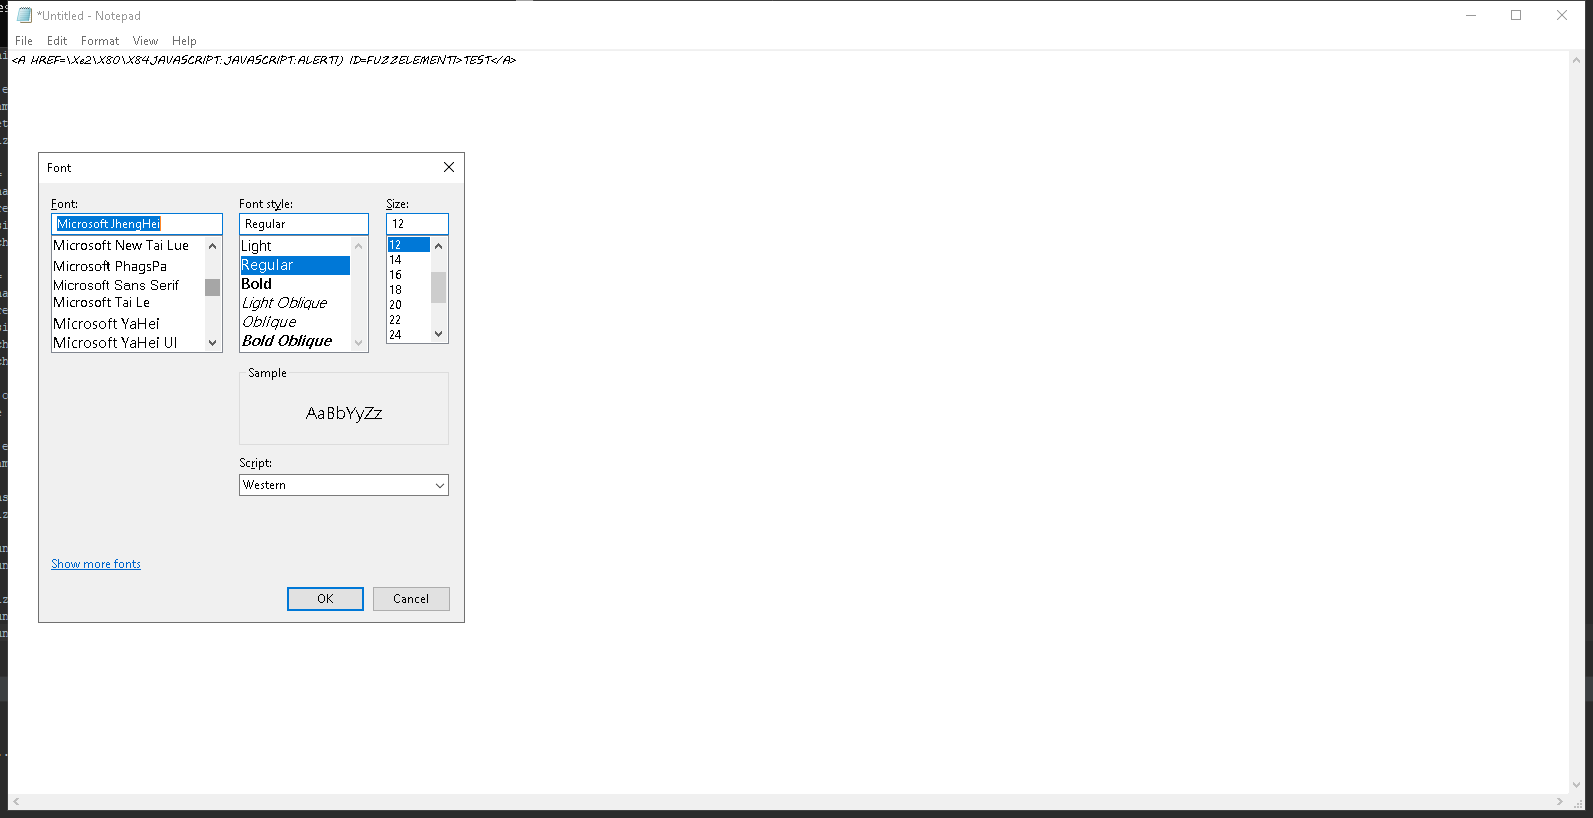 *Untitled - Notepad
File Edit Format View Help
<A HREF=\Xe2\X80\X84JAVASCRIPT:JAVASCRIPT:ALERT1) ID=FUZZELEMENT1>TEST</A>
Font
Font:
Microsoft JhengHei
Microsoft New Tai Lue
Microsoft PhagsPa
Microsoft Sans Serif
Microsoft Tai Le
Microsoft YaHei
Microsoft YaHei UI
Font style:
Regular
Light
Regular
Bold
Light Oblique
Oblique
Bold Oblique
Size:
12
12
14
16
18
20
22
24
Sample
AaBbYyZz
Script:
Western
Show more fonts
OK Cancel